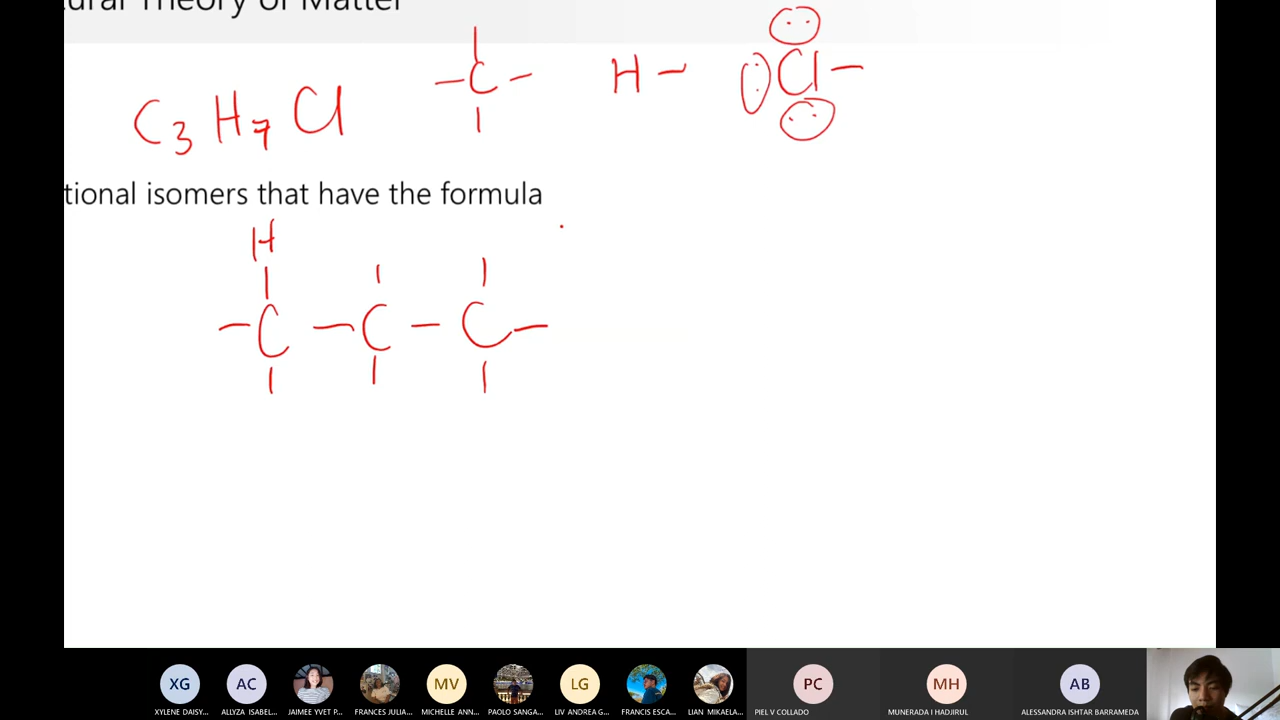 tural Theory of Matter
C3H7Cl
– C – H – :Cl –
tional isomers that have the formula
H
– C – C – C –
XG AC MV LG PC MH AB
XYLENE DAISY... ALLYZA ISABEL... JAIMEE YVET P... FRANCES JULIA... MICHELLE ANN... PAOLO SANGA... LIV ANDREA G... FRANCIS ESCA... LIAN MIKAELA... PIEL V COLLADO MUNERADA I HADJIRUL ALESSANDRA ISHTAR BARRAMEDA